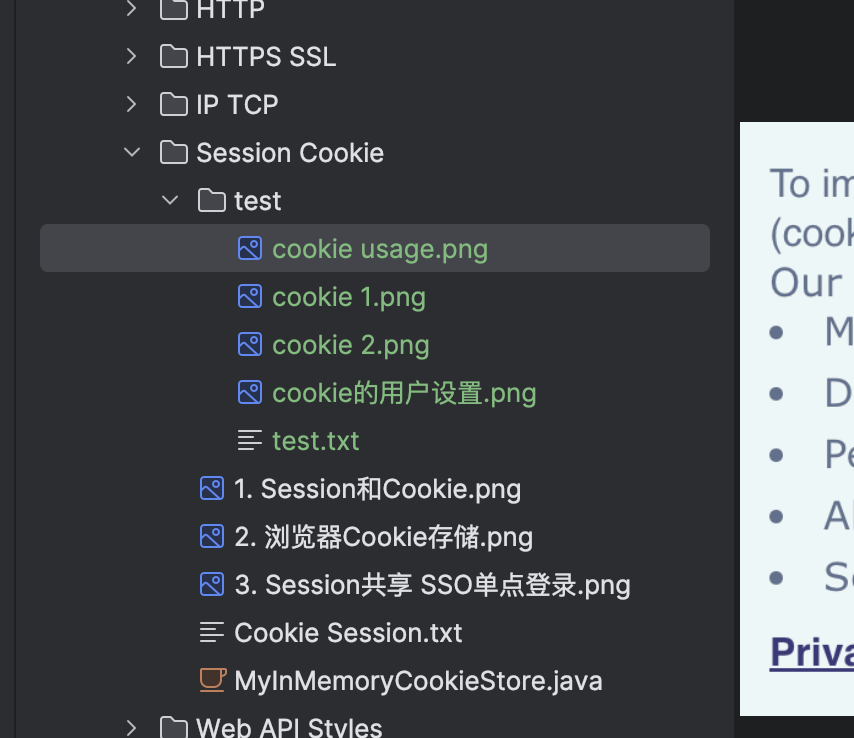 HTTP
HTTPS SSL
IP TCP
Session Cookie
test
cookie usage.png
cookie 1.png
cookie 2.png
cookie的用户设置.png
test.txt
1. Session和Cookie.png
2. 浏览器Cookie存储.png
3. Session共享 SSO单点登录.png
Cookie Session.txt
MyInMemoryCookieStore.java
Web API Styles
To im
(cook
Our
• M
• D
• Pe
• Al
• Se
Priva